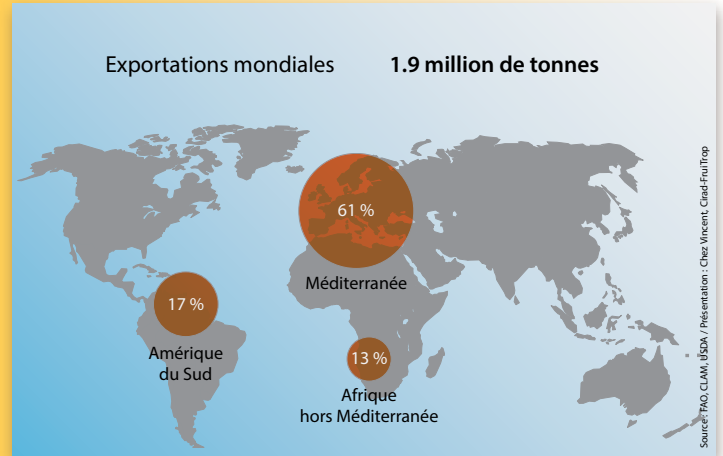 Exportations mondiales 1.9 million de tonnes
61 %
Méditerranée
17 %
Amérique
du Sud
13 %
Afrique
hors Méditerranée
Source : FAO, CLAM, USDA / Présentation : Chez Vincent, Cirad-FruiTrop